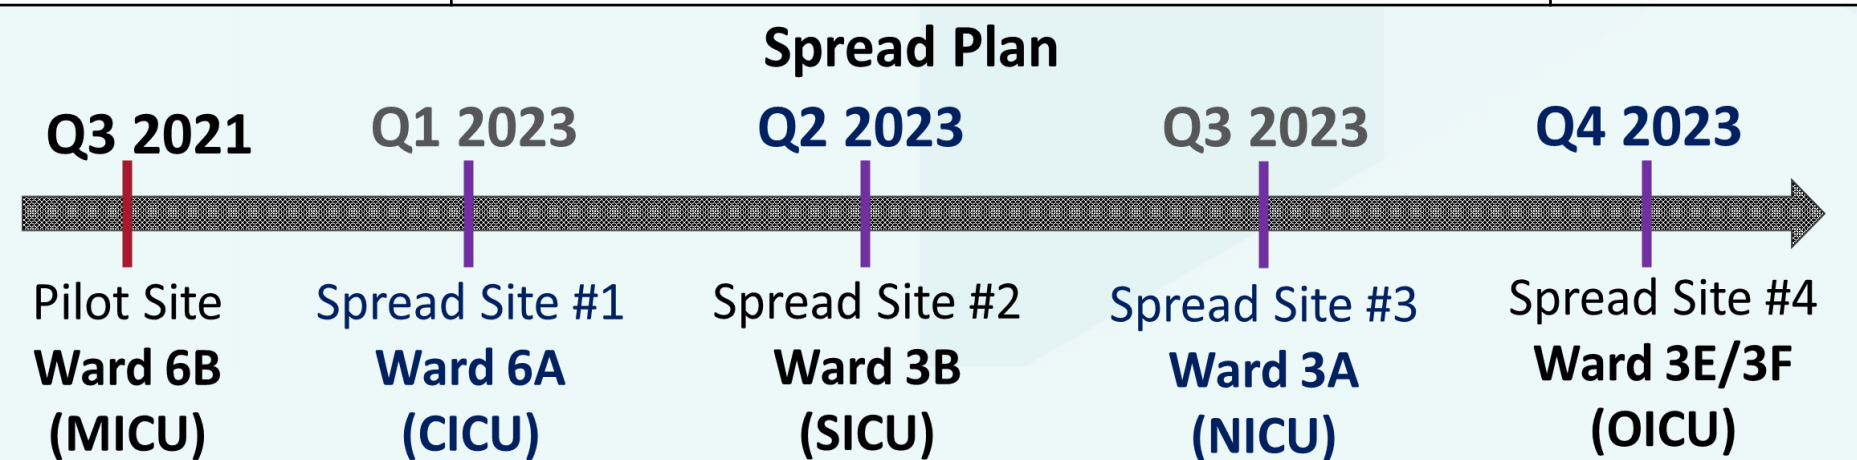 Spread Plan
Q3 2021
Q1 2023
Q2 2023
Q3 2023
Q4 2023
Pilot Site
Ward 6B
(MICU)
Spread Site #1
Ward 6A
(CICU)
Spread Site #2
Ward 3B
(SICU)
Spread Site #3
Ward 3A
(NICU)
Spread Site #4
Ward 3E/3F
(OICU)